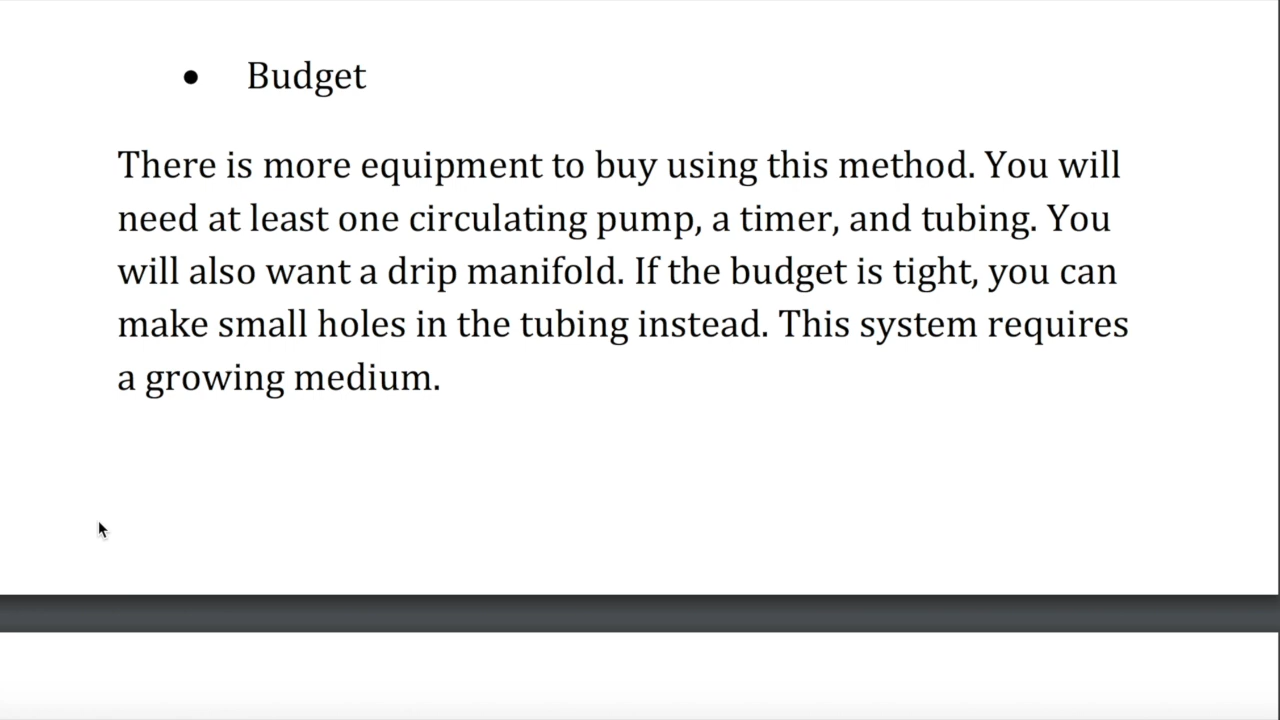 • Budget
There is more equipment to buy using this method. You will
need at least one circulating pump, a timer, and tubing. You
will also want a drip manifold. If the budget is tight, you can
make small holes in the tubing instead. This system requires
a growing medium.